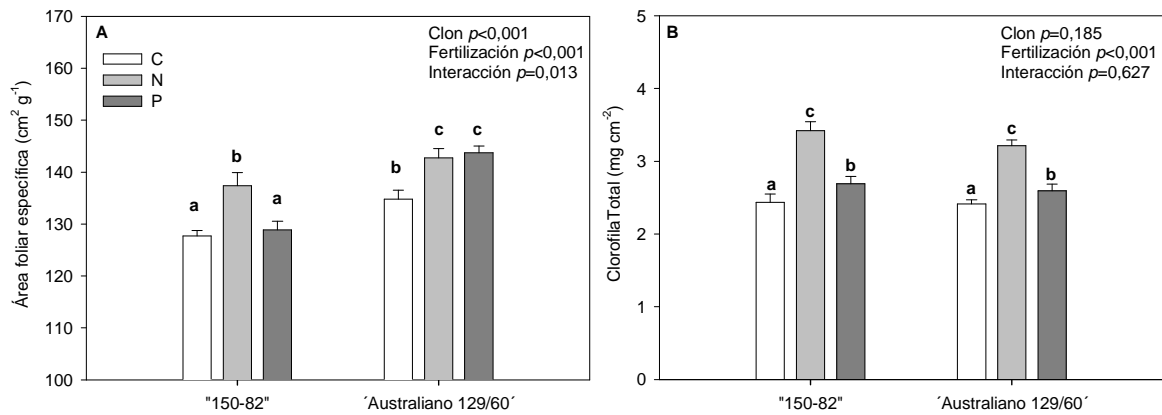 A
Clon p<0,001
Fertilización p<0,001
Interacción p=0,013
C
N
P
Área foliar específica (cm² g⁻¹)
170
160
150
140
130
120
110
100
a
b
a
b
c
c
"150-82"
´Australiano 129/60´
B
Clon p=0,185
Fertilización p<0,001
Interacción p=0,627
ClorofilaTotal (mg cm⁻²)
5
4
3
2
1
0
a
c
b
a
c
b
"150-82"
´Australiano 129/60´